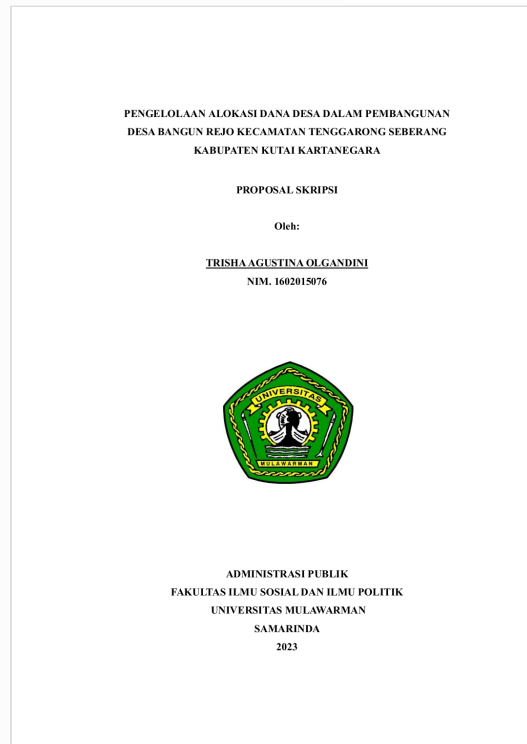 PENGELOLAAN ALOKASI DANA DESA DALAM PEMBANGUNAN
DESA BANGUN REJO KECAMATAN TENGGARONG SEBERANG
KABUPATEN KUTAI KARTANEGARA
PROPOSAL SKRIPSI
Oleh:
TRISHA AGUSTINA OLGANDINI
NIM. 1602015076
UNIVERSITAS
MULAWARMAN
ADMINISTRASI PUBLIK
FAKULTAS ILMU SOSIAL DAN ILMU POLITIK
UNIVERSITAS MULAWARMAN
SAMARINDA
2023